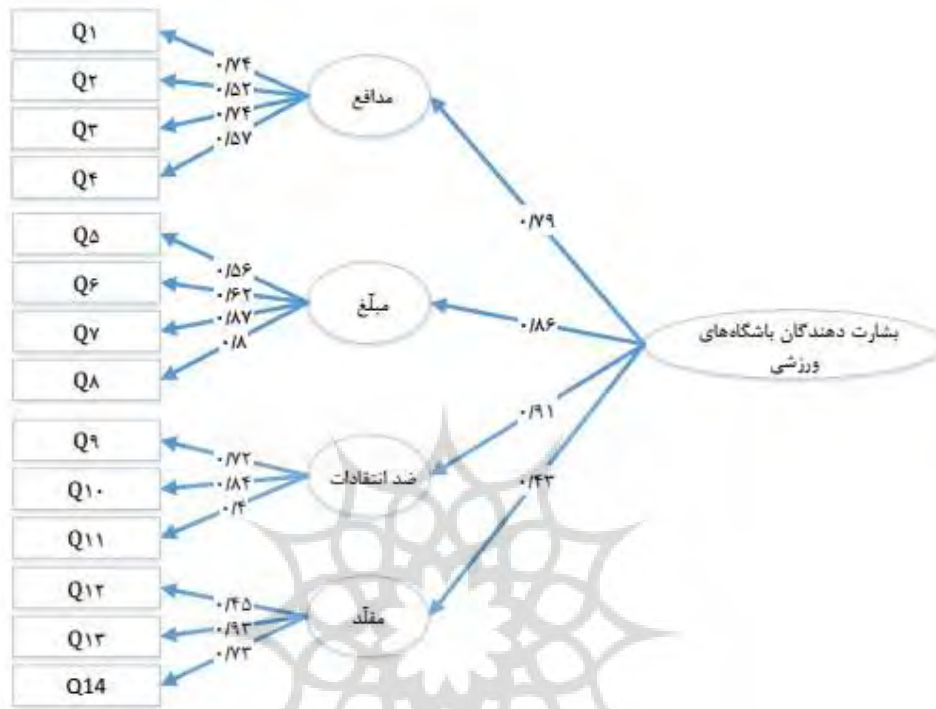 Q۱
Q۲
Q۳
Q۴
۰/۷۴
۰/۵۲
۰/۷۴
۰/۵۷
مدافع
۰/۷۹
Q۵
Q۶
Q۷
Q۸
۰/۵۶
۰/۶۲
۰/۸۷
۰/۸
مبلّغ
۰/۸۶
بشارت دهندگان باشگاه‌های
ورزشی
Q۹
Q۱۰
Q۱۱
۰/۷۲
۰/۸۴
۰/۴
ضد انتقادات
۰/۹۱
Q۱۲
Q۱۳
Q14
۰/۴۵
۰/۹۳
۰/۷۳
مقلّد
۰/۴۳